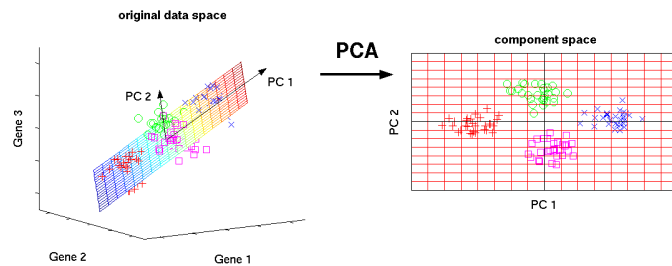 original data space
PCA
component space
PC 1
PC 2
Gene 3
Gene 2
Gene 1
PC 2
PC 1